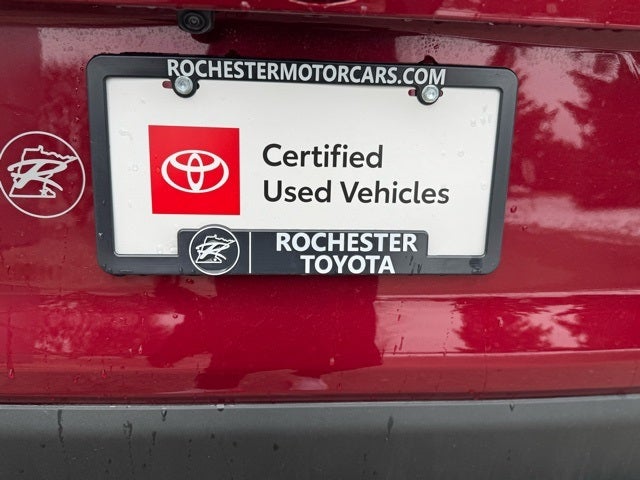 ROCHESTERMOTORCARS.COM
Certified
Used Vehicles
R
R
ROCHESTER
TOYOTA